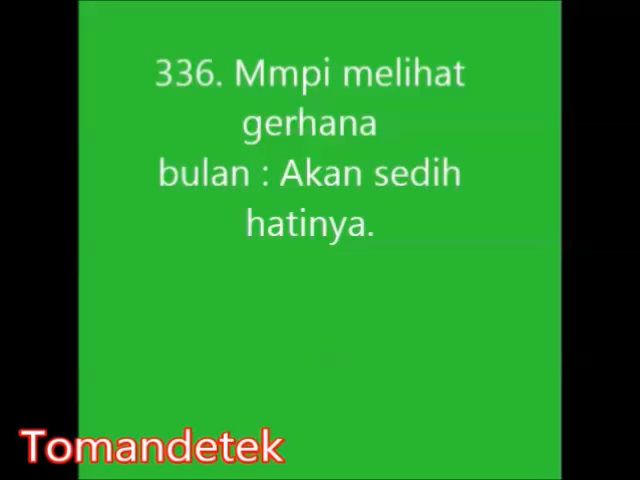 336. Mmpi melihat
gerhana
bulan : Akan sedih
hatinya.
Tomandetek